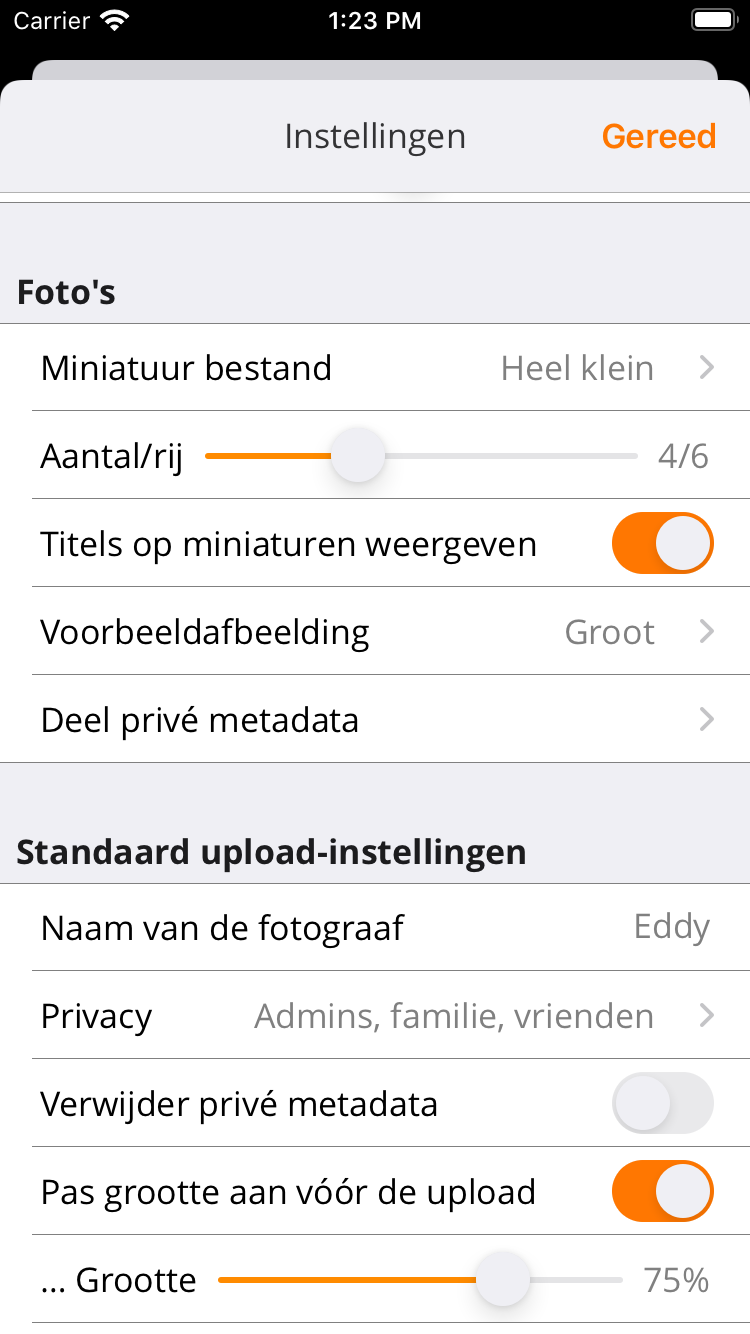 Carrier 1:23 PM
Instellingen Gereed
Foto's
Miniatuur bestand Heel klein
Aantal/rij 4/6
Titels op miniaturen weergeven
Voorbeeldafbeelding Groot
Deel privé metadata
Standaard upload-instellingen
Naam van de fotograaf Eddy
Privacy Admins, familie, vrienden
Verwijder privé metadata
Pas grootte aan vóór de upload
... Grootte 75%